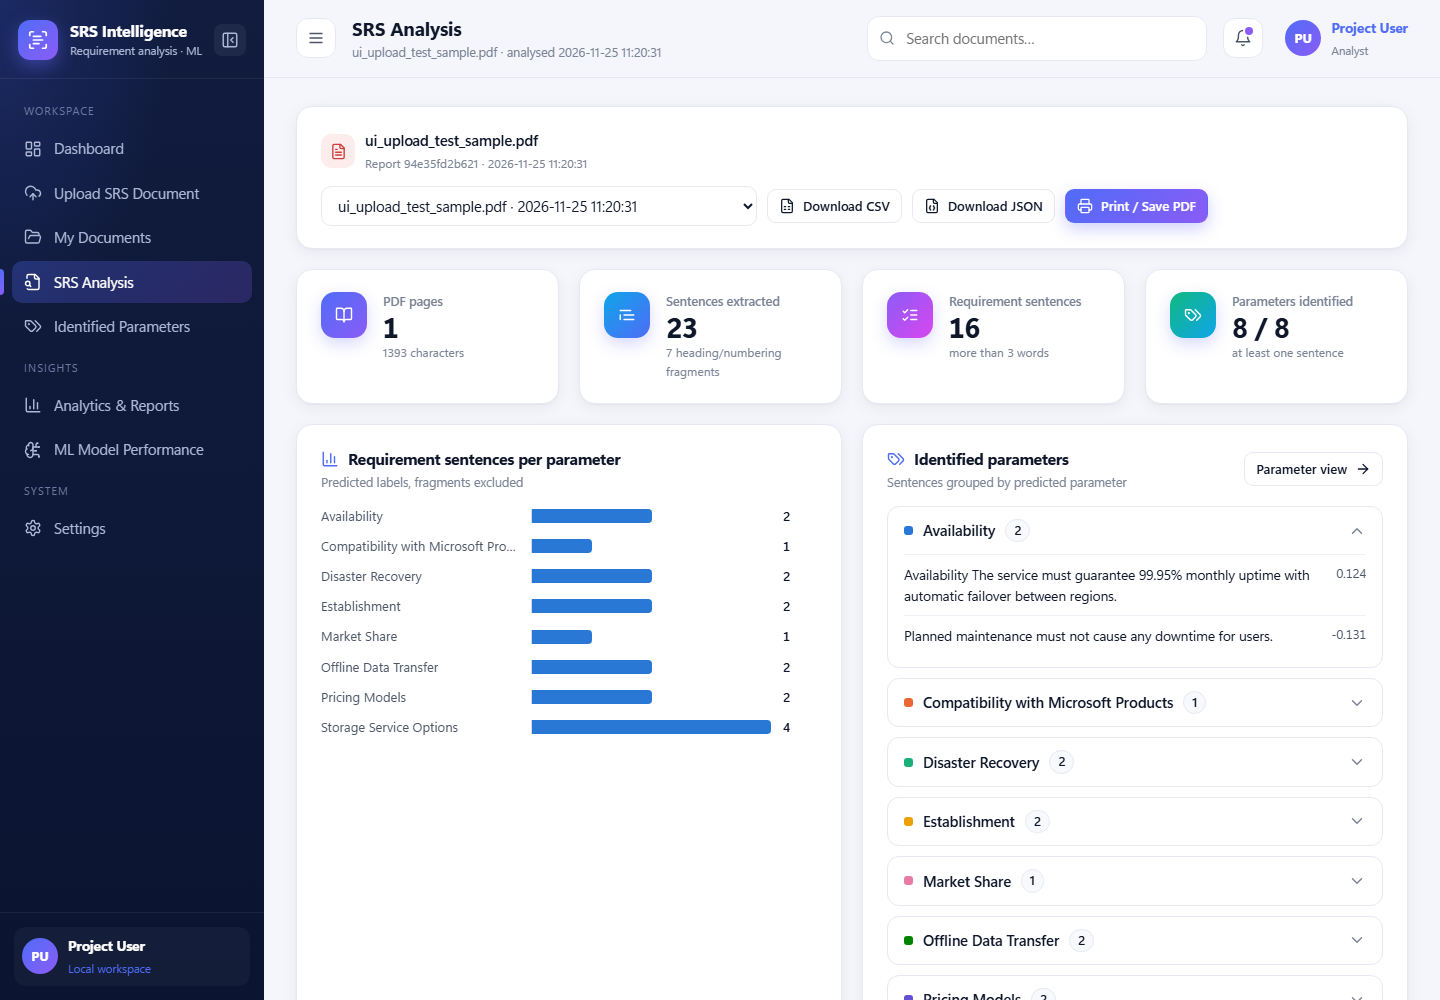 SRS Intelligence
Requirement analysis · ML
WORKSPACE
Dashboard
Upload SRS Document
My Documents
SRS Analysis
Identified Parameters
INSIGHTS
Analytics & Reports
ML Model Performance
SYSTEM
Settings
PU
Project User
Local workspace
SRS Analysis
ui_upload_test_sample.pdf · analysed 2026-11-25 11:20:31
Search documents...
PU
Project User
Analyst
ui_upload_test_sample.pdf
Report 94e35fd2b621 · 2026-11-25 11:20:31
ui_upload_test_sample.pdf · 2026-11-25 11:20:31
Download CSV
Download JSON
Print / Save PDF
PDF pages
1
1393 characters
Sentences extracted
23
7 heading/numbering
fragments
Requirement sentences
16
more than 3 words
Parameters identified
8 / 8
at least one sentence
Requirement sentences per parameter
Predicted labels, fragments excluded
Availability 2
Compatibility with Microsoft Pro... 1
Disaster Recovery 2
Establishment 2
Market Share 1
Offline Data Transfer 2
Pricing Models 2
Storage Service Options 4
Identified parameters
Sentences grouped by predicted parameter
Parameter view
Availability 2
Availability The service must guarantee 99.95% monthly uptime with 0.124
automatic failover between regions.
Planned maintenance must not cause any downtime for users. -0.131
Compatibility with Microsoft Products 1
Disaster Recovery 2
Establishment 2
Market Share 1
Offline Data Transfer 2
Pricing Models 2